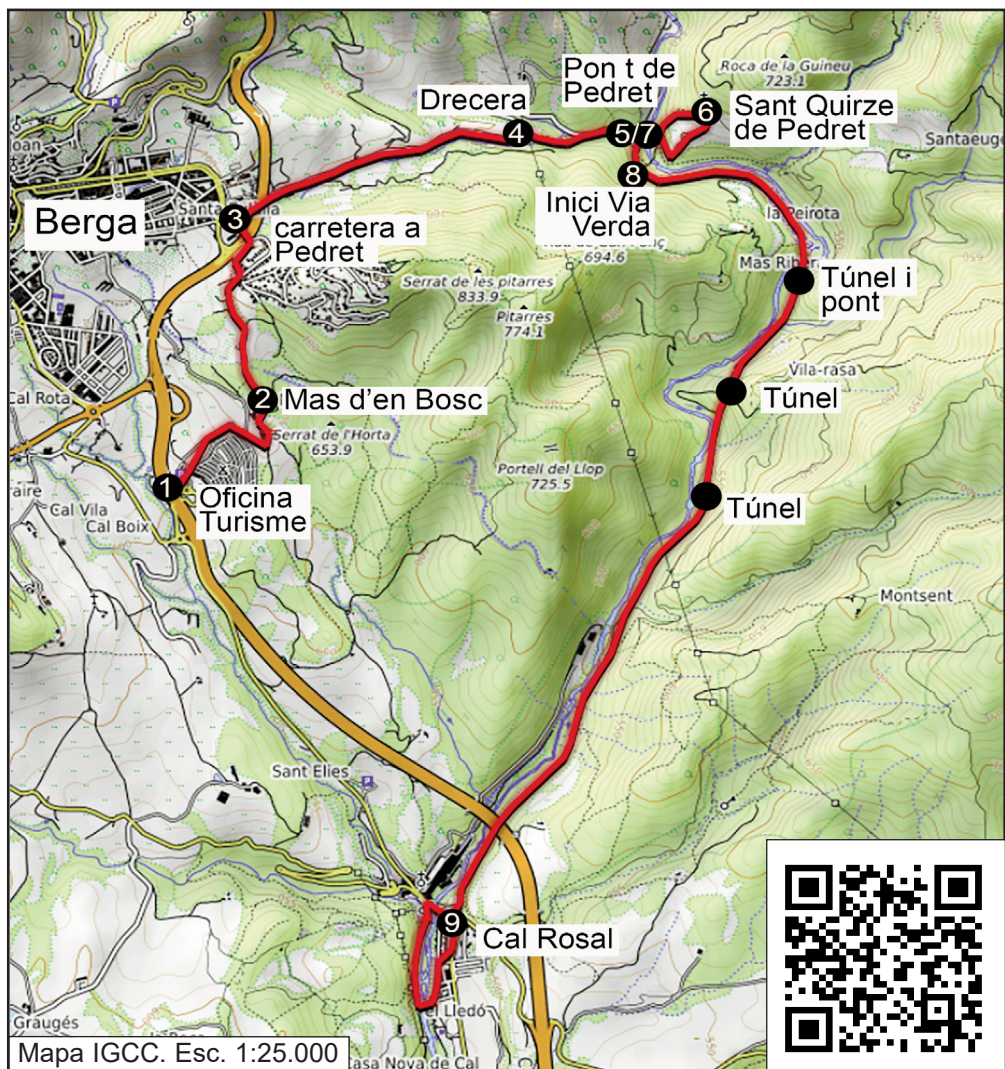 Roca de la Guineu
723.1
Pon t de
Pedret
Drecera
4
5/7
6
Sant Quirze
de Pedret
8
Inici Via
Verda
694.6
Berga
3
carretera a
Pedret
la Peirota
Serrat de les pitarres
833.9
Pitarres
774.1
Túnel i
pont
Cal Rota
2
Mas d'en Bosc
Vila-rasa
Túnel
Serrat de l'Horta
653.9
Portell del Llop
725.5
1
Oficina
Turisme
Túnel
Cal Vila
Cal Boix
Montsent
Sant Elies
9
Cal Rosal
el Lledó
Graugés
Mapa IGCC. Esc. 1:25.000